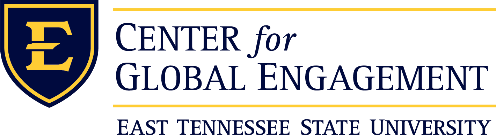 E
CENTER for
GLOBAL ENGAGEMENT
EAST TENNESSEE STATE UNIVERSITY